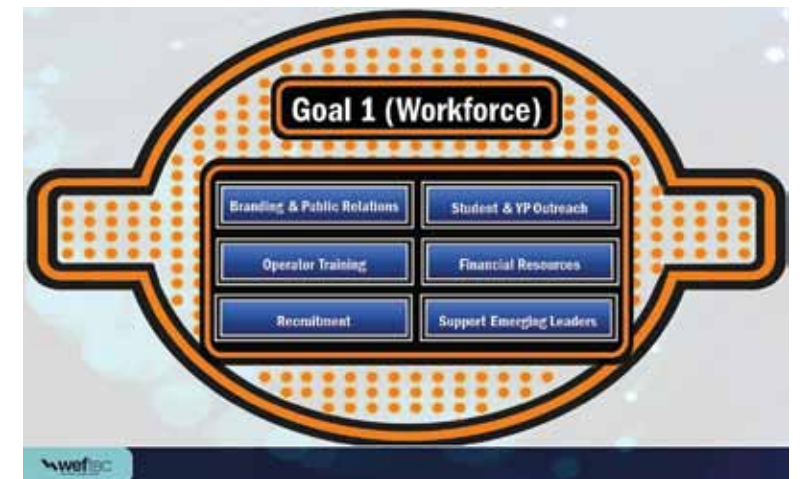 Goal 1 (Workforce)
Branding & Public Relations
Student & YP Outreach
Operator Training
Financial Resources
Recruitment
Support Emerging Leaders
weftec